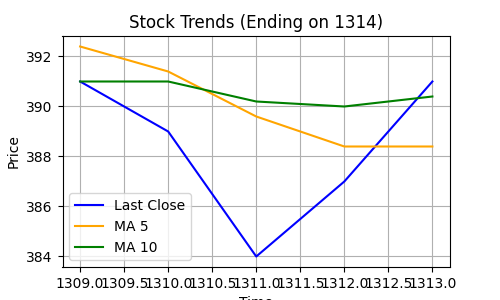 Stock Trends (Ending on 1314)
392
390
388
386
384
Price
Last Close
MA 5
MA 10
1309.0 1309.5 1310.0 1310.5 1311.0 1311.5 1312.0 1312.5 1313.0
Time